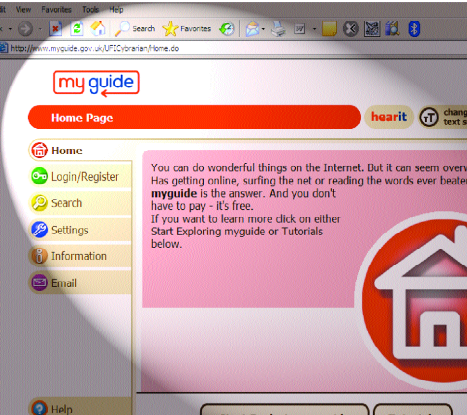 View Favorites Tools Help
Search Favorites
http://www.myguide.gov.uk/UFICybrarian/Home.do
my guide
Home Page
hearit
TT
Home
Login/Register
Search
Settings
Information
Email
Help
You can do wonderful things on the Internet. But it can seem
Has getting online, surfing the net or reading the words ever
myguide is the answer. And you don't
have to pay - it's free.
If you want to learn more click on either
Start Exploring myguide or Tutorials
below.